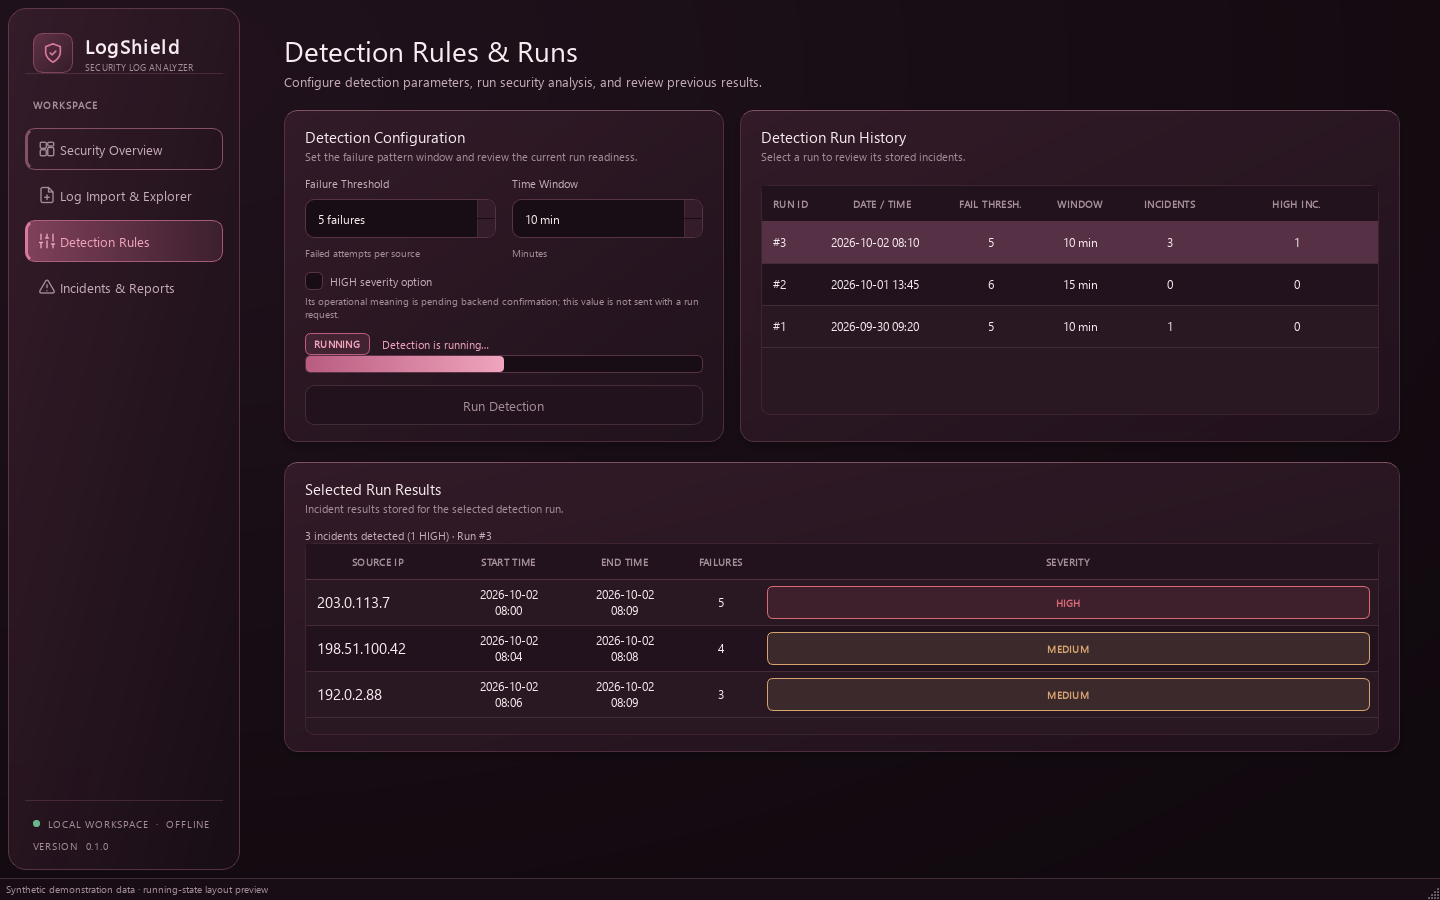 LogShield
SECURITY LOG ANALYZER
WORKSPACE
Security Overview
Log Import & Explorer
Detection Rules
Incidents & Reports
LOCAL WORKSPACE · OFFLINE
VERSION 0.1.0
Detection Rules & Runs
Configure detection parameters, run security analysis, and review previous results.
Detection Configuration
Set the failure pattern window and review the current run readiness.
Failure Threshold Time Window
5 failures 10 min
Failed attempts per source Minutes
HIGH severity option
Its operational meaning is pending backend confirmation; this value is not sent with a run
request.
RUNNING Detection is running...
Run Detection
Detection Run History
Select a run to review its stored incidents.
RUN ID DATE / TIME FAIL THRESH. WINDOW INCIDENTS HIGH INC.
#3 2026-10-02 08:10 5 10 min 3 1
#2 2026-10-01 13:45 6 15 min 0 0
#1 2026-09-30 09:20 5 10 min 1 0
Selected Run Results
Incident results stored for the selected detection run.
3 incidents detected (1 HIGH) · Run #3
SOURCE IP START TIME END TIME FAILURES SEVERITY
203.0.113.7 2026-10-02 08:00 2026-10-02 08:09 5 HIGH
198.51.100.42 2026-10-02 08:04 2026-10-02 08:08 4 MEDIUM
192.0.2.88 2026-10-02 08:06 2026-10-02 08:09 3 MEDIUM
Synthetic demonstration data · running-state layout preview